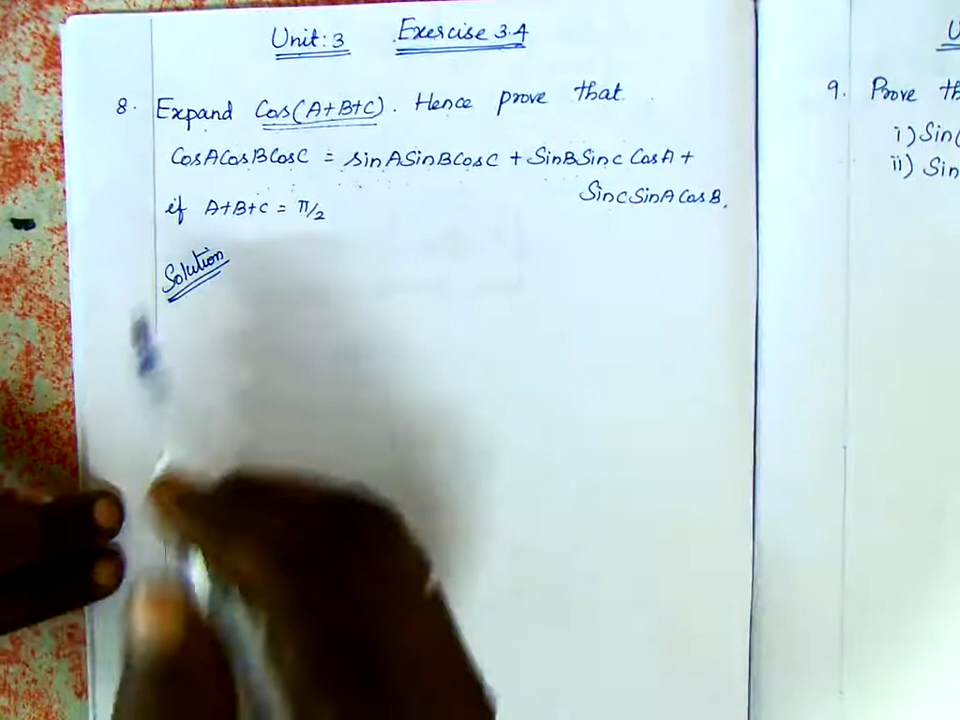 Unit: 3 Exercise 3.4
8. Expand Cos(A+B+C). Hence prove that
CosACosBCosC = sinASinBCosC + SinBSinc CosA +
SincSinA CosB.
if A+B+C = π/2
Solution
9. Prove
i) Sin(
ii) Sin